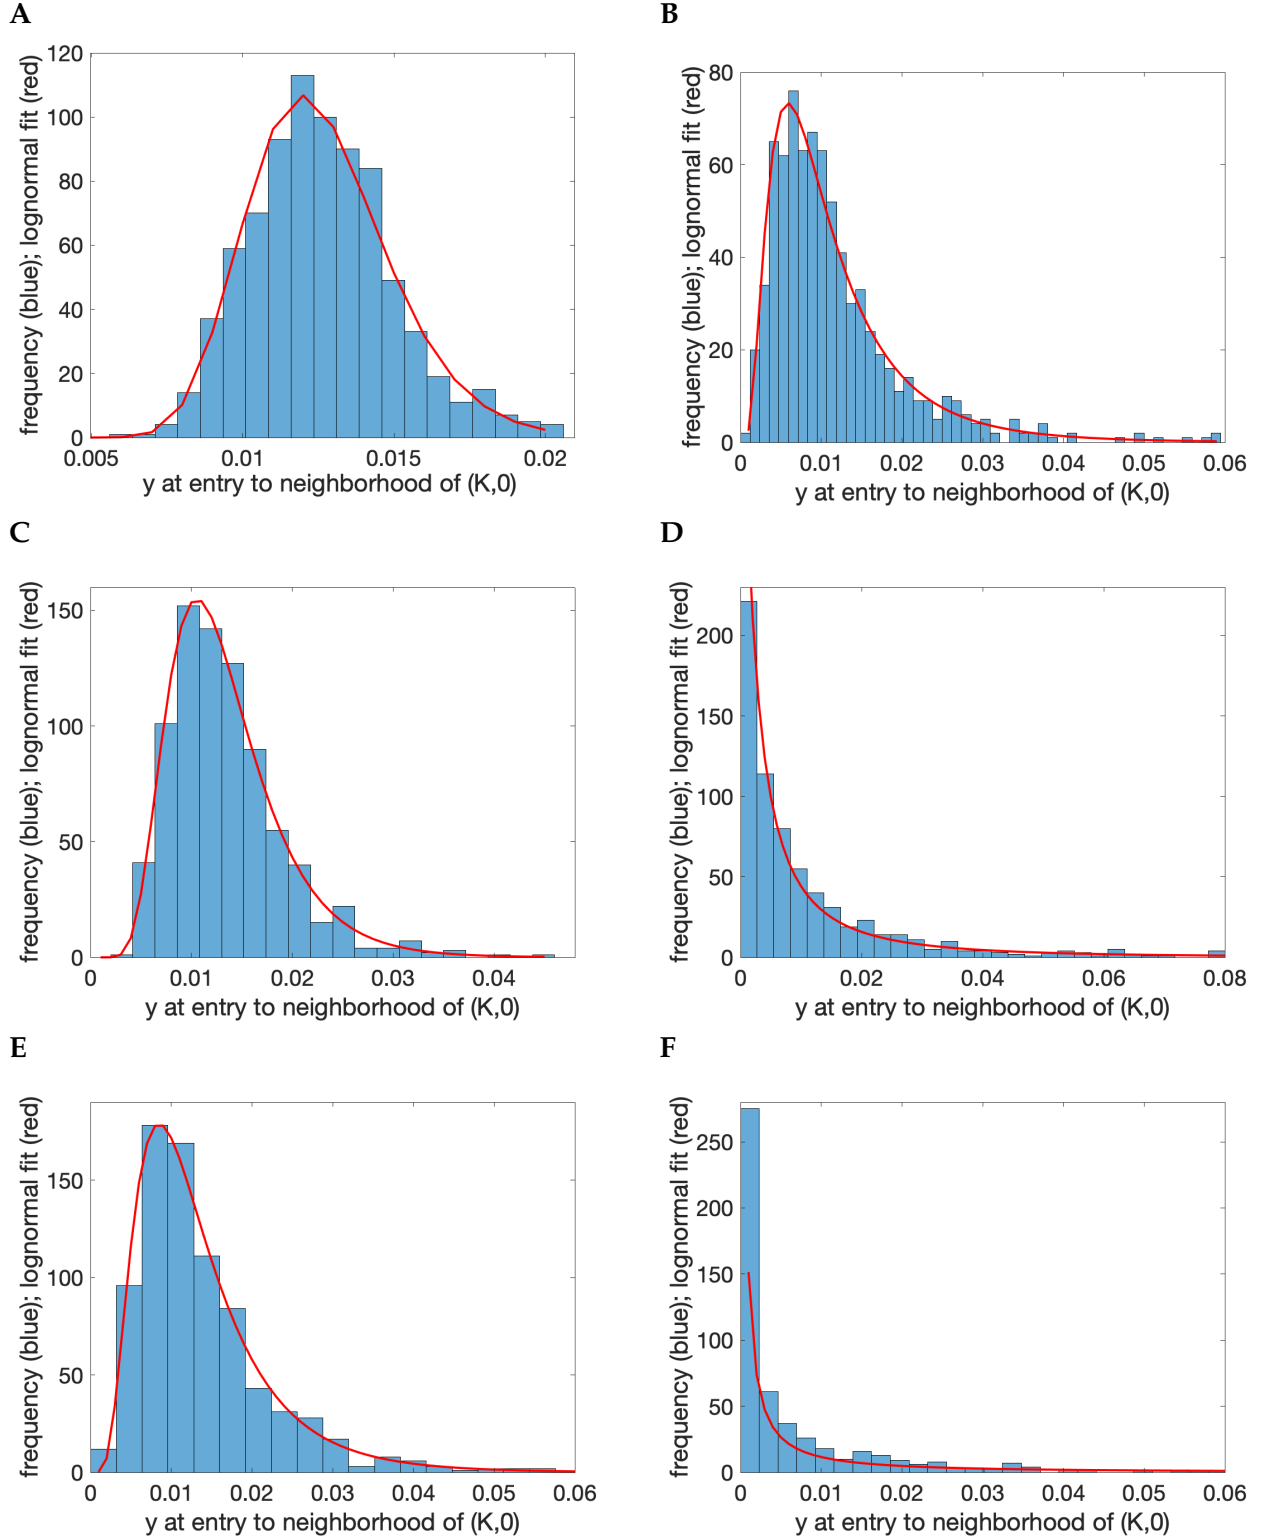 A
frequency (blue); lognormal fit (red)
120
100
80
60
40
20
0
0.005 0.01 0.015 0.02
y at entry to neighborhood of (K,0)
B
frequency (blue); lognormal fit (red)
80
60
40
20
0
0 0.01 0.02 0.03 0.04 0.05 0.06
y at entry to neighborhood of (K,0)
C
frequency (blue); lognormal fit (red)
150
100
50
0
0 0.01 0.02 0.03 0.04
y at entry to neighborhood of (K,0)
D
frequency (blue); lognormal fit (red)
200
150
100
50
0
0 0.02 0.04 0.06 0.08
y at entry to neighborhood of (K,0)
E
frequency (blue); lognormal fit (red)
150
100
50
0
0 0.01 0.02 0.03 0.04 0.05 0.06
y at entry to neighborhood of (K,0)
F
frequency (blue); lognormal fit (red)
250
200
150
100
50
0
0 0.01 0.02 0.03 0.04 0.05 0.06
y at entry to neighborhood of (K,0)